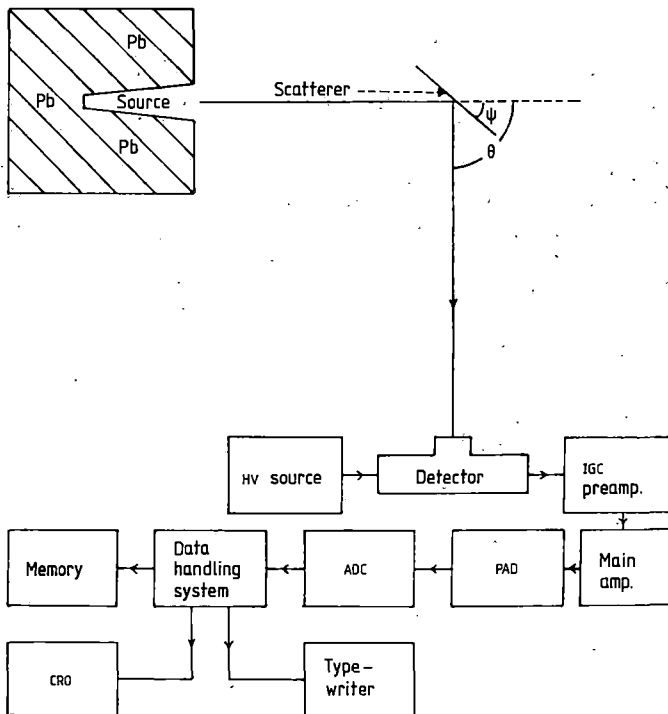 Pb
Scatterer
Pb
Source
ψ
Pb
θ
HV source
Detector
IGC
preamp.
Memory
Data
handling
system
ADC
PAD
Main
amp.
CRO
Type-
writer